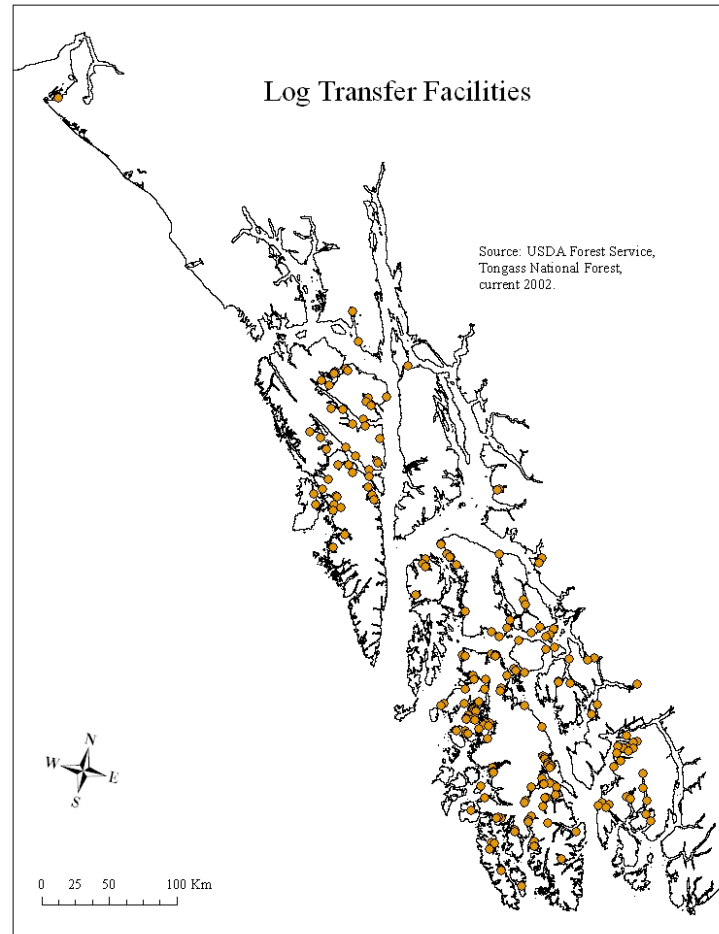 Log Transfer Facilities
Source: USDA Forest Service,
Tongass National Forest,
current 2002.
N
W
E
S
0 25 50 100 Km